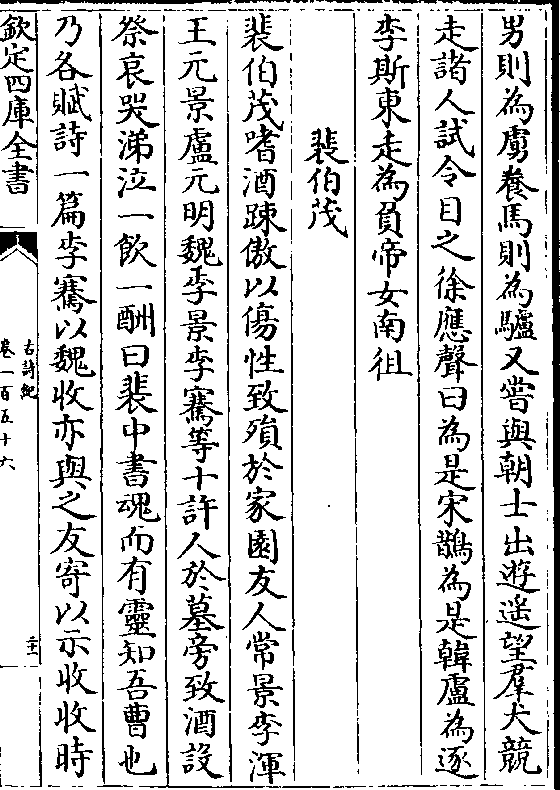 男則為虜養馬則為驢又嘗與朝士出遊遥望羣犬競
走諸人試令目之徐應聲曰為是宋鵲為是韓盧為逐
李斯東走為負帝女南徂
裴伯茂
裴伯茂嗜酒踈傲以傷性致殞於家園友人常景李渾
王元景盧元明魏季景李騫等十許人於墓旁致酒設
祭哀哭涕泣一飲一酬曰裴中書魂而有靈知吾曹也
乃各賦詩一篇李騫以魏收亦與之友寄以示收收時
欽定四庫全書
古詩紀
卷一百五十六
二十一